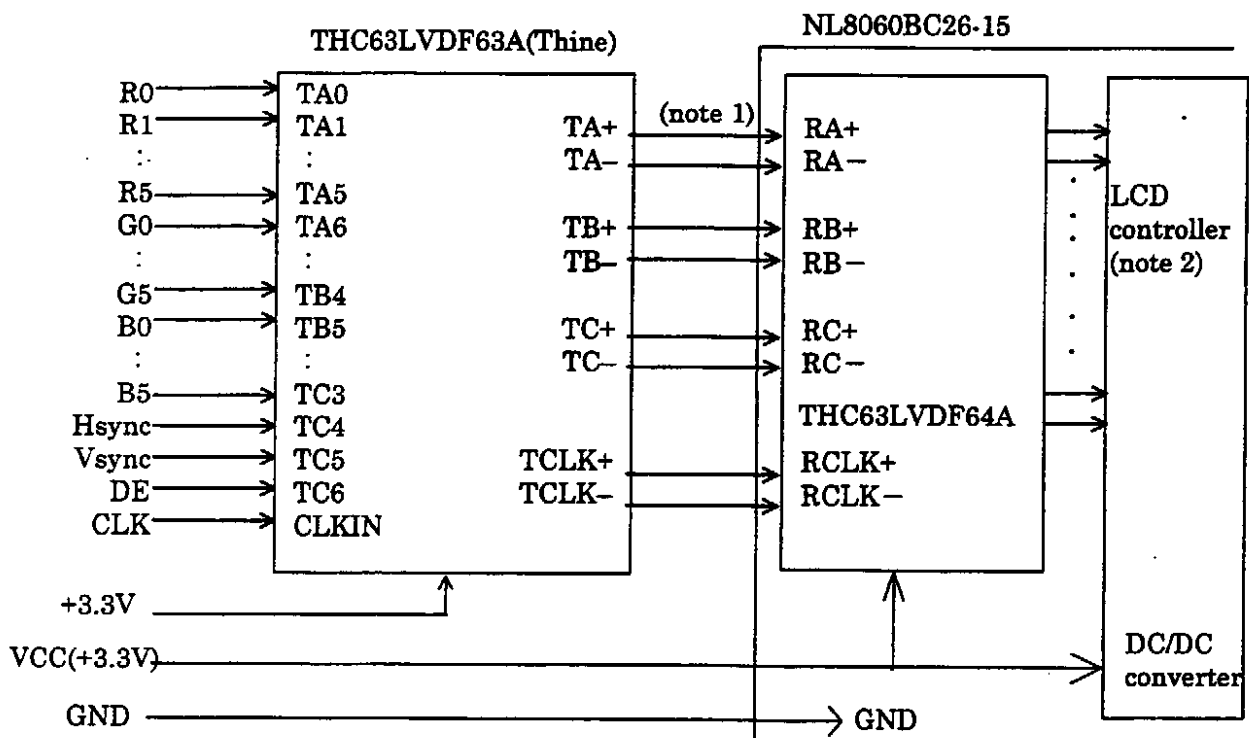 THC63LVDF63A(Thine)
NL8060BC26-15
R0
R1
:
R5
G0
:
G5
B0
:
B5
Hsync
Vsync
DE
CLK
TA0
TA1
:
TA5
TA6
:
TB4
TB5
:
TC3
TC4
TC5
TC6
CLKIN
TA+
TA−
TB+
TB−
TC+
TC−
TCLK+
TCLK−
(note 1)
RA+
RA−
RB+
RB−
RC+
RC−
THC63LVDF64A
RCLK+
RCLK−
LCD
controller
(note 2)
DC/DC
converter
+3.3V
VCC(+3.3V)
GND
GND